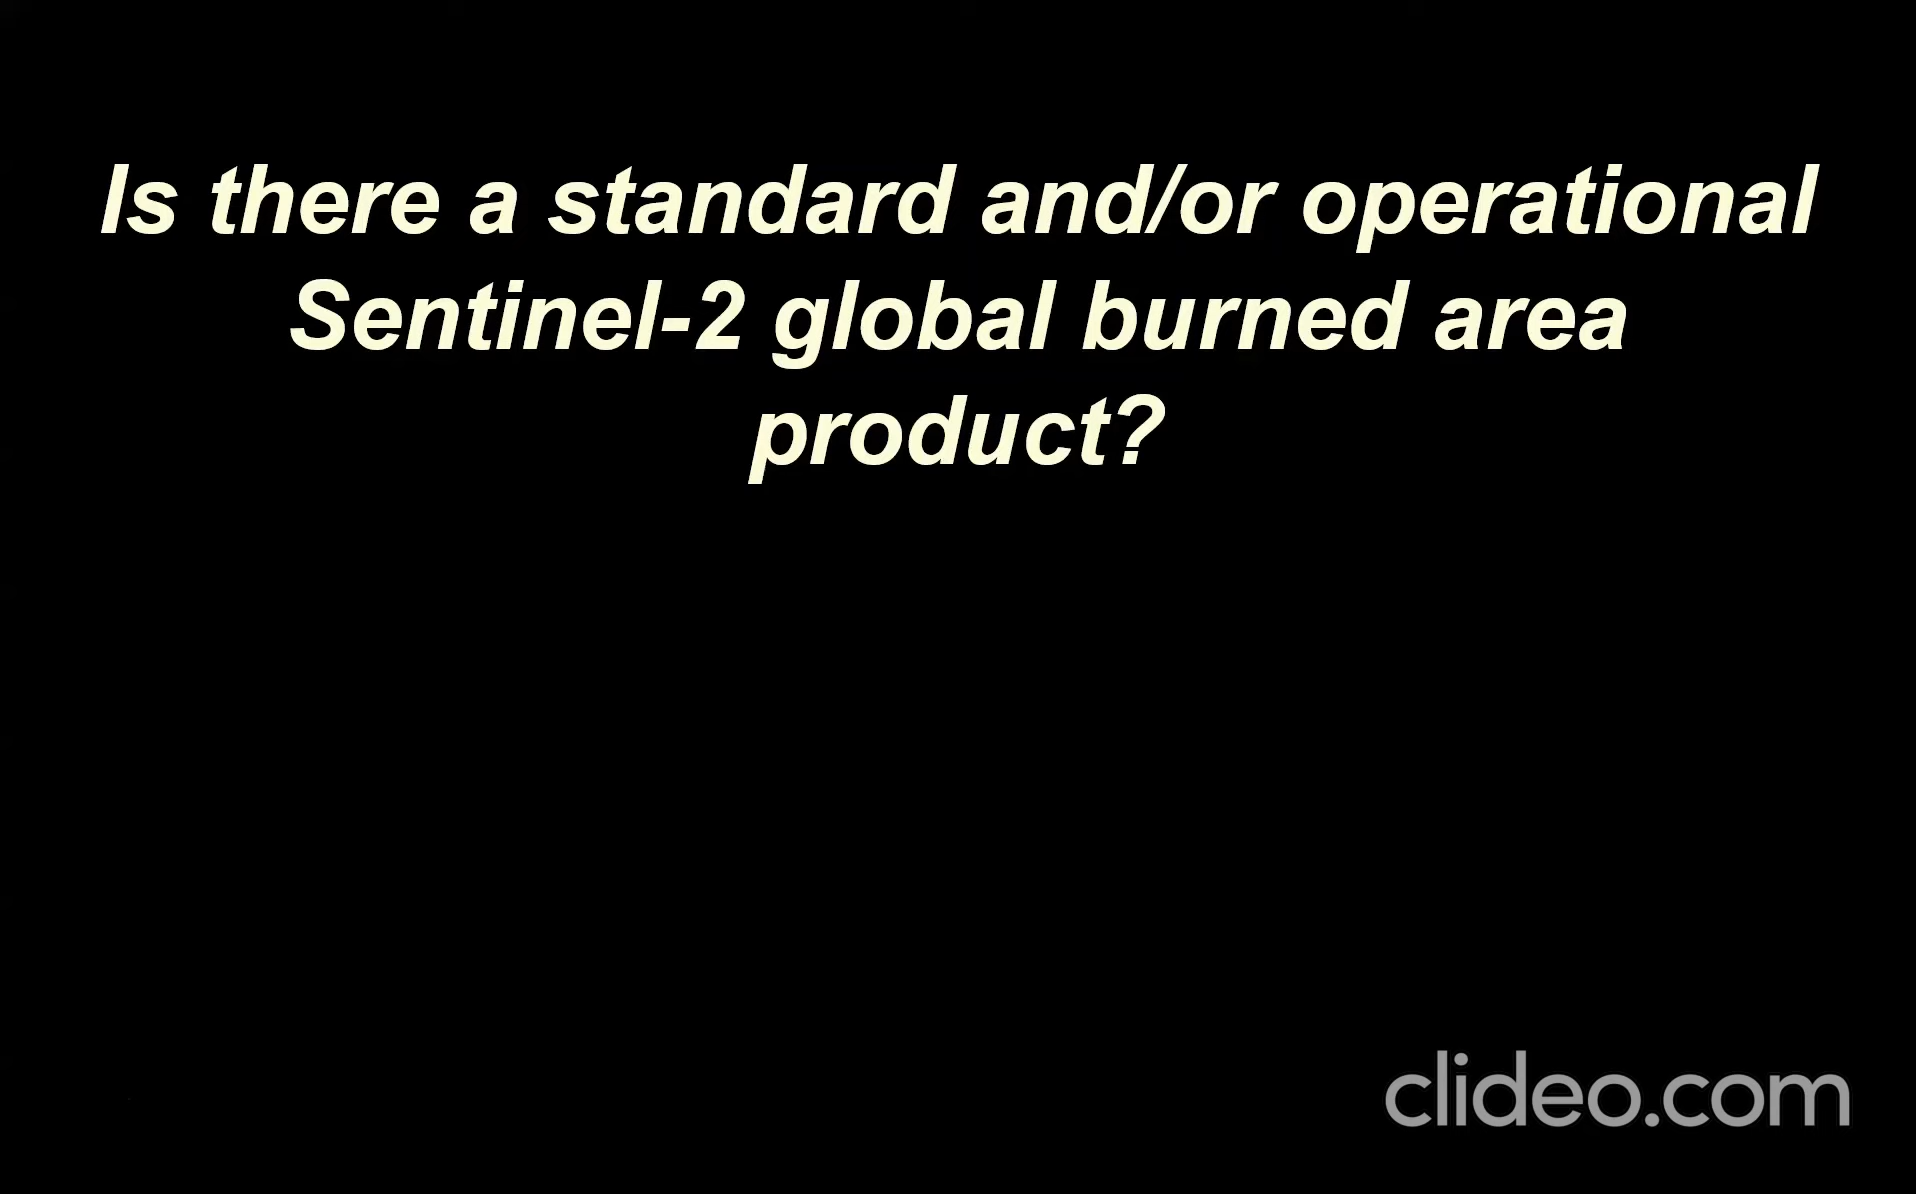 Is there a standard and/or operational
Sentinel-2 global burned area
product?
clideo.com